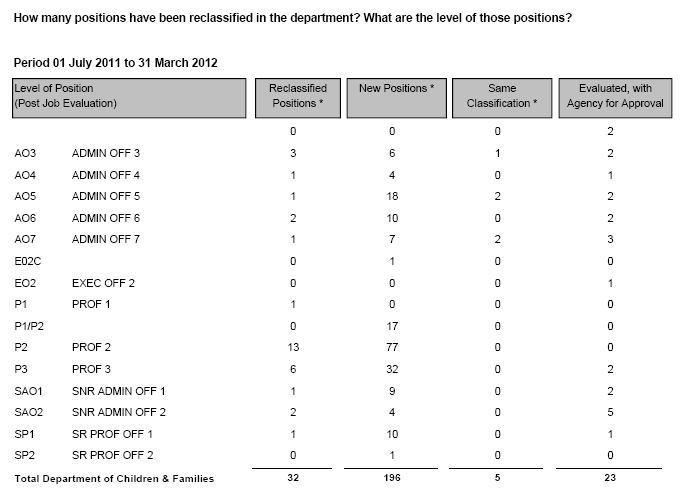 How many positions have been reclassified in the department? What are the level of those positions?
Period 01 July 2011 to 31 March 2012
Level of Position (Post Job Evaluation) Reclassified Positions * New Positions * Same Classification * Evaluated, with Agency for Approval
0 0 0 2
AO3 ADMIN OFF 3 3 6 1 2
AO4 ADMIN OFF 4 1 4 0 1
AO5 ADMIN OFF 5 1 18 2 2
AO6 ADMIN OFF 6 2 10 0 2
AO7 ADMIN OFF 7 1 7 2 3
E02C 0 1 0 0
EO2 EXEC OFF 2 0 0 0 1
P1 PROF 1 1 0 0 0
P1/P2 0 17 0 0
P2 PROF 2 13 77 0 0
P3 PROF 3 6 32 0 2
SAO1 SNR ADMIN OFF 1 1 9 0 2
SAO2 SNR ADMIN OFF 2 2 4 0 5
SP1 SR PROF OFF 1 1 10 0 1
SP2 SR PROF OFF 2 0 1 0 0
Total Department of Children & Families 32 196 5 23